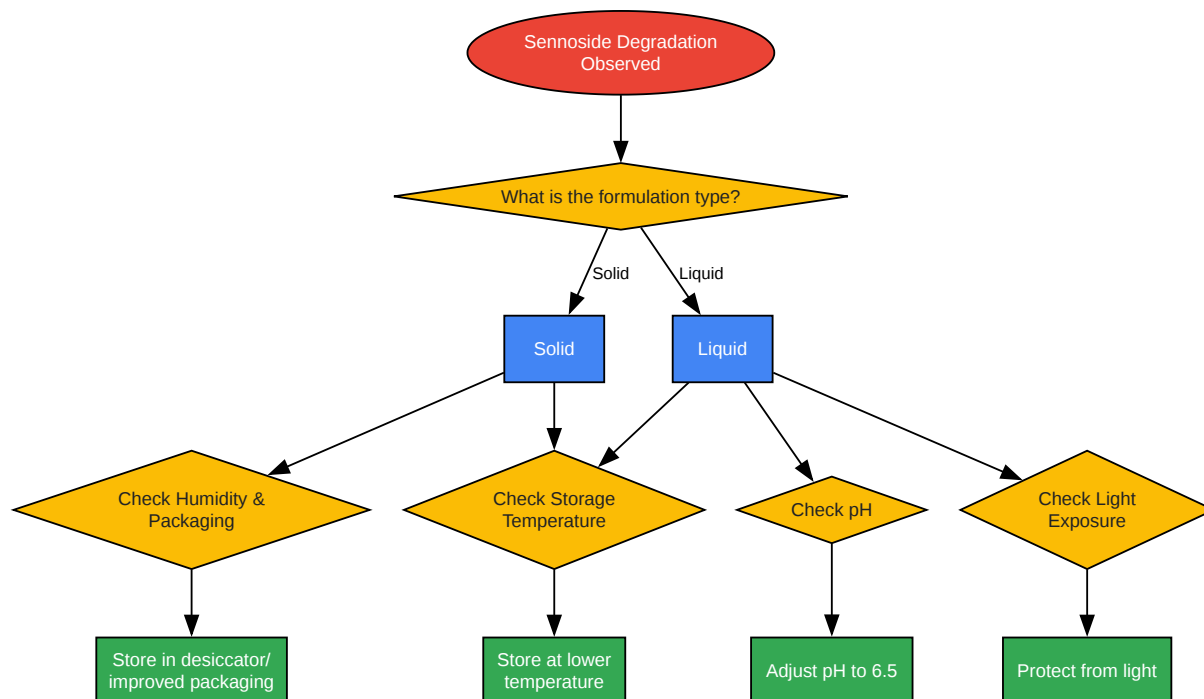 Sennoside Degradation
Observed
What is the formulation type?
Solid
Liquid
Solid
Liquid
Check Humidity &
Packaging
Check Storage
Temperature
Check pH
Check Light
Exposure
Store in desiccator/
improved packaging
Store at lower
temperature
Adjust pH to 6.5
Protect from light